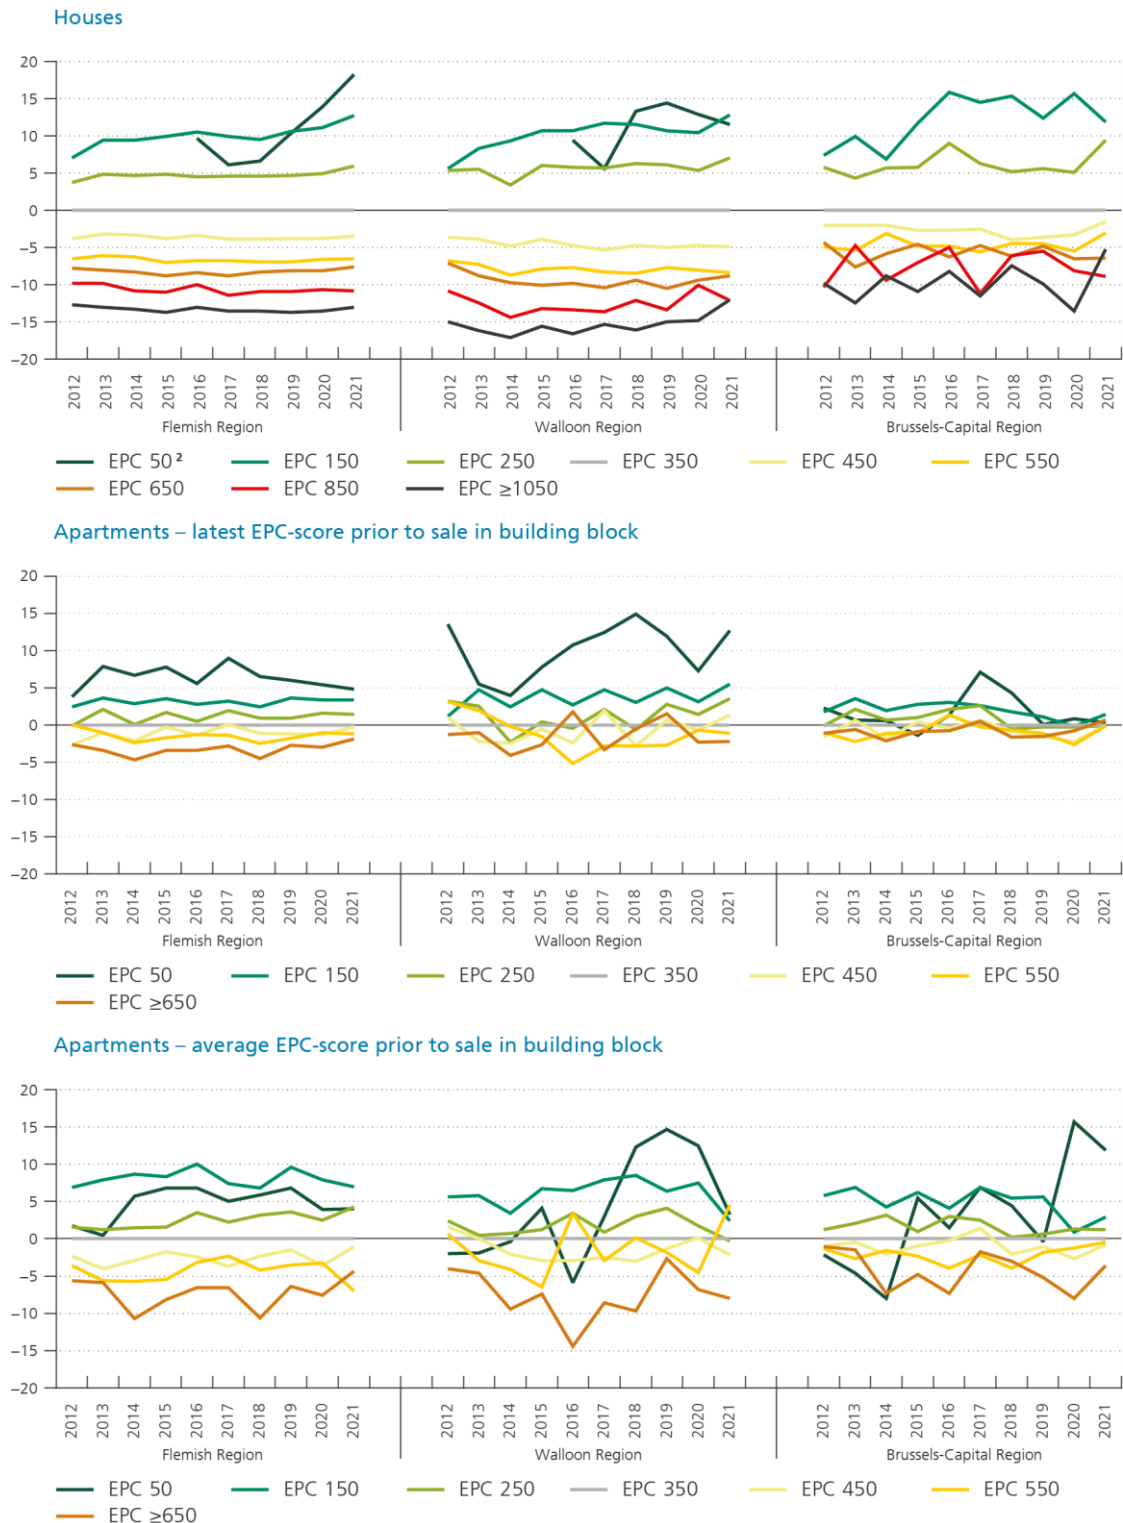 Houses
20
15
10
5
0
−5
−10
−15
−20
2012 2013 2014 2015 2016 2017 2018 2019 2020 2021 2012 2013 2014 2015 2016 2017 2018 2019 2020 2021 2012 2013 2014 2015 2016 2017 2018 2019 2020 2021
Flemish Region Walloon Region Brussels-Capital Region
EPC 50² EPC 150 EPC 250 EPC 350 EPC 450 EPC 550
EPC 650 EPC 850 EPC ≥1050
Apartments – latest EPC-score prior to sale in building block
20
15
10
5
0
−5
−10
−15
−20
2012 2013 2014 2015 2016 2017 2018 2019 2020 2021 2012 2013 2014 2015 2016 2017 2018 2019 2020 2021 2012 2013 2014 2015 2016 2017 2018 2019 2020 2021
Flemish Region Walloon Region Brussels-Capital Region
EPC 50 EPC 150 EPC 250 EPC 350 EPC 450 EPC 550
EPC ≥650
Apartments – average EPC-score prior to sale in building block
20
15
10
5
0
−5
−10
−15
−20
2012 2013 2014 2015 2016 2017 2018 2019 2020 2021 2012 2013 2014 2015 2016 2017 2018 2019 2020 2021 2012 2013 2014 2015 2016 2017 2018 2019 2020 2021
Flemish Region Walloon Region Brussels-Capital Region
EPC 50 EPC 150 EPC 250 EPC 350 EPC 450 EPC 550
EPC ≥650